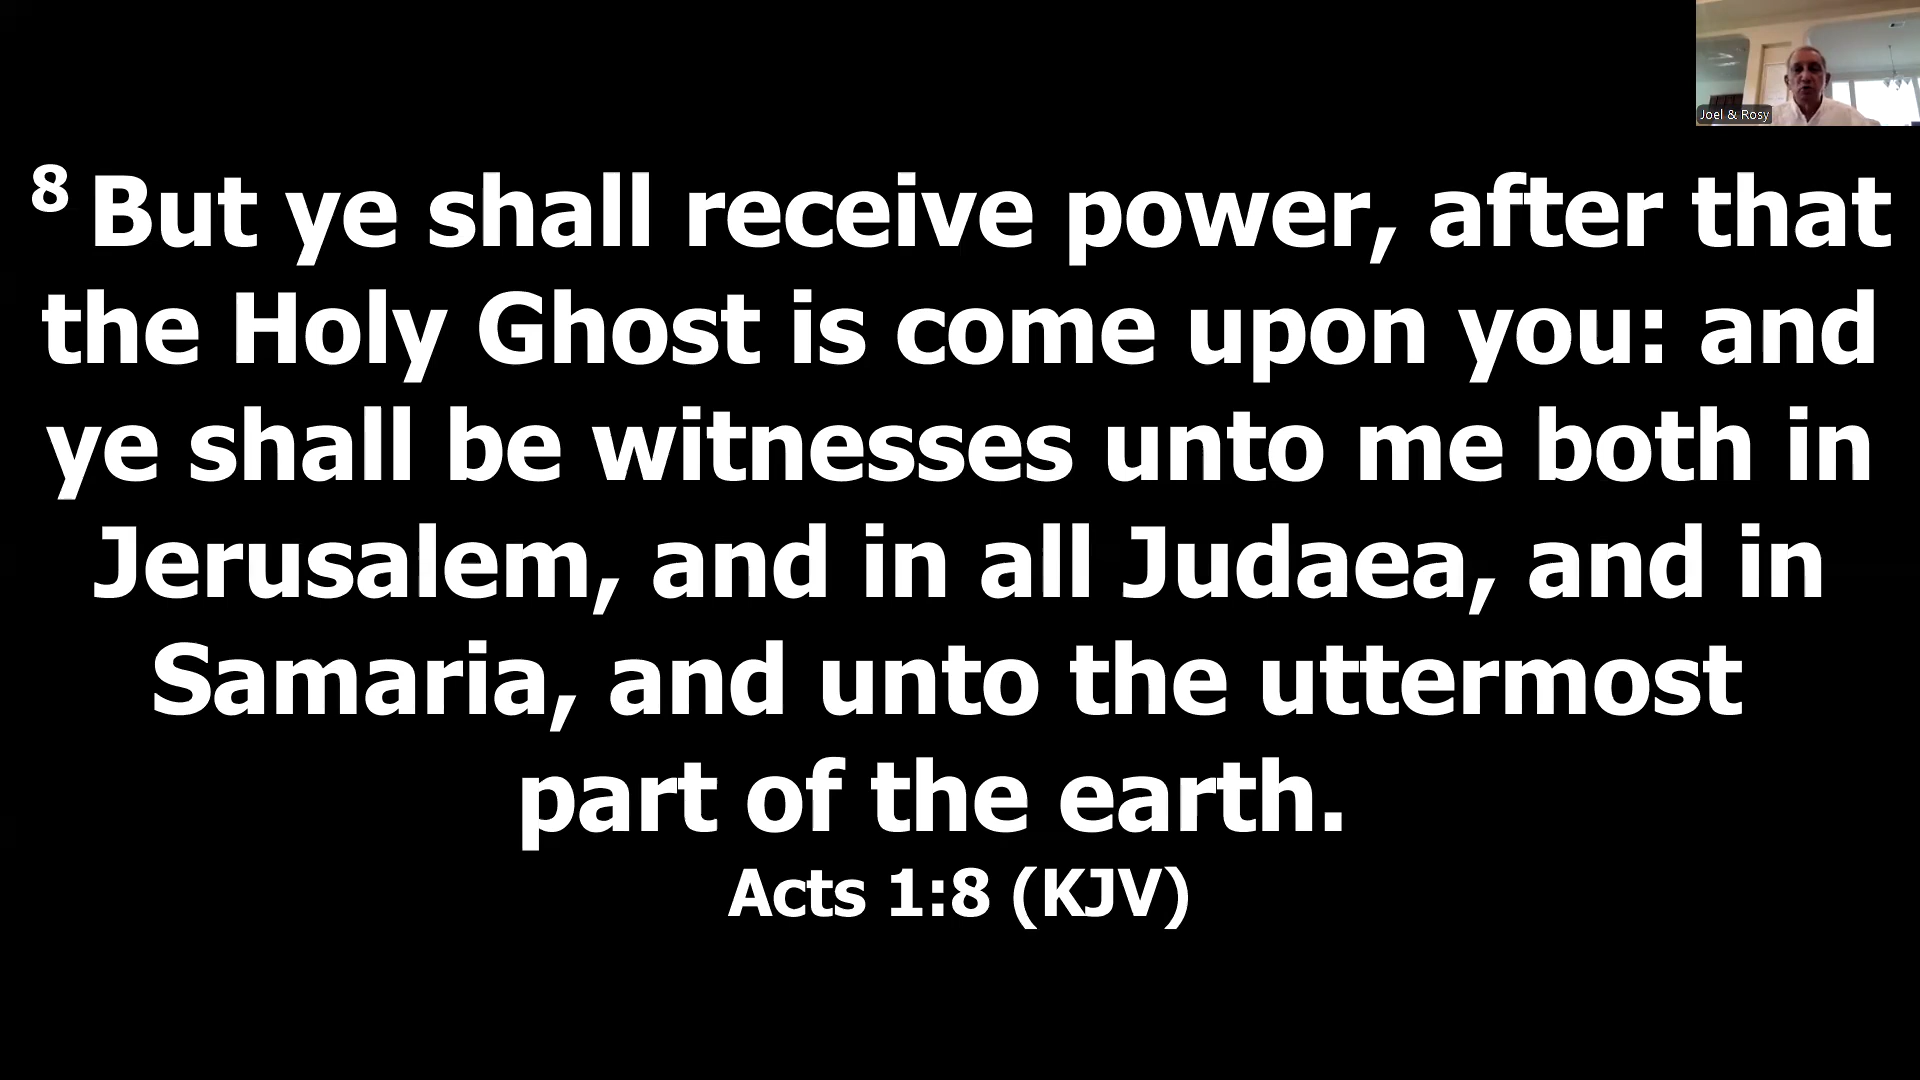 Joel & Rosy
8 But ye shall receive power, after that
the Holy Ghost is come upon you: and
ye shall be witnesses unto me both in
Jerusalem, and in all Judaea, and in
Samaria, and unto the uttermost
part of the earth.
Acts 1:8 (KJV)